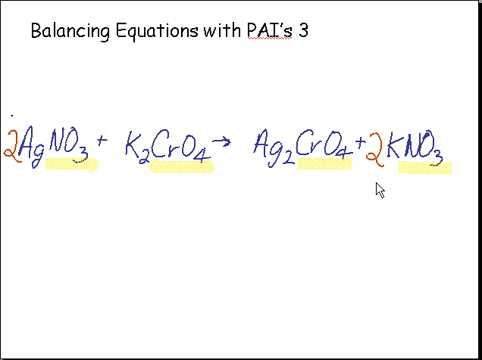 Balancing Equations with PAI's 3
2AgNO₃ + K₂CrO₄ → Ag₂CrO₄ + 2KNO₃